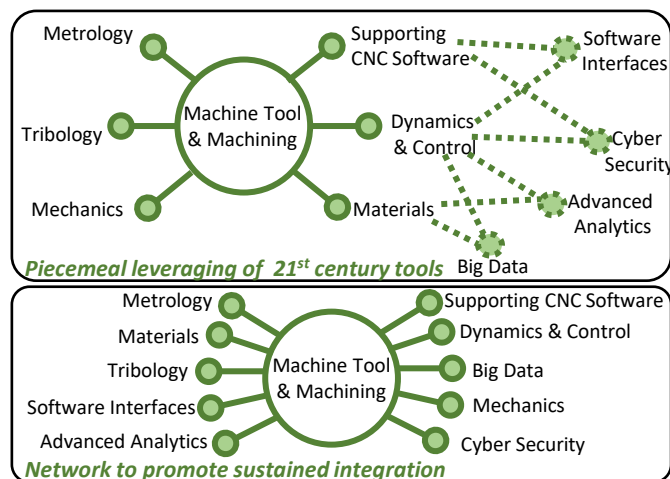 Metrology
Supporting
CNC Software
Software
Interfaces
Machine Tool
& Machining
Tribology
Dynamics
& Control
Cyber
Security
Mechanics
Materials
Advanced
Analytics
Big Data
Piecemeal leveraging of 21st century tools
Metrology
Supporting CNC Software
Materials
Dynamics & Control
Machine Tool
& Machining
Tribology
Big Data
Software Interfaces
Mechanics
Advanced Analytics
Cyber Security
Network to promote sustained integration